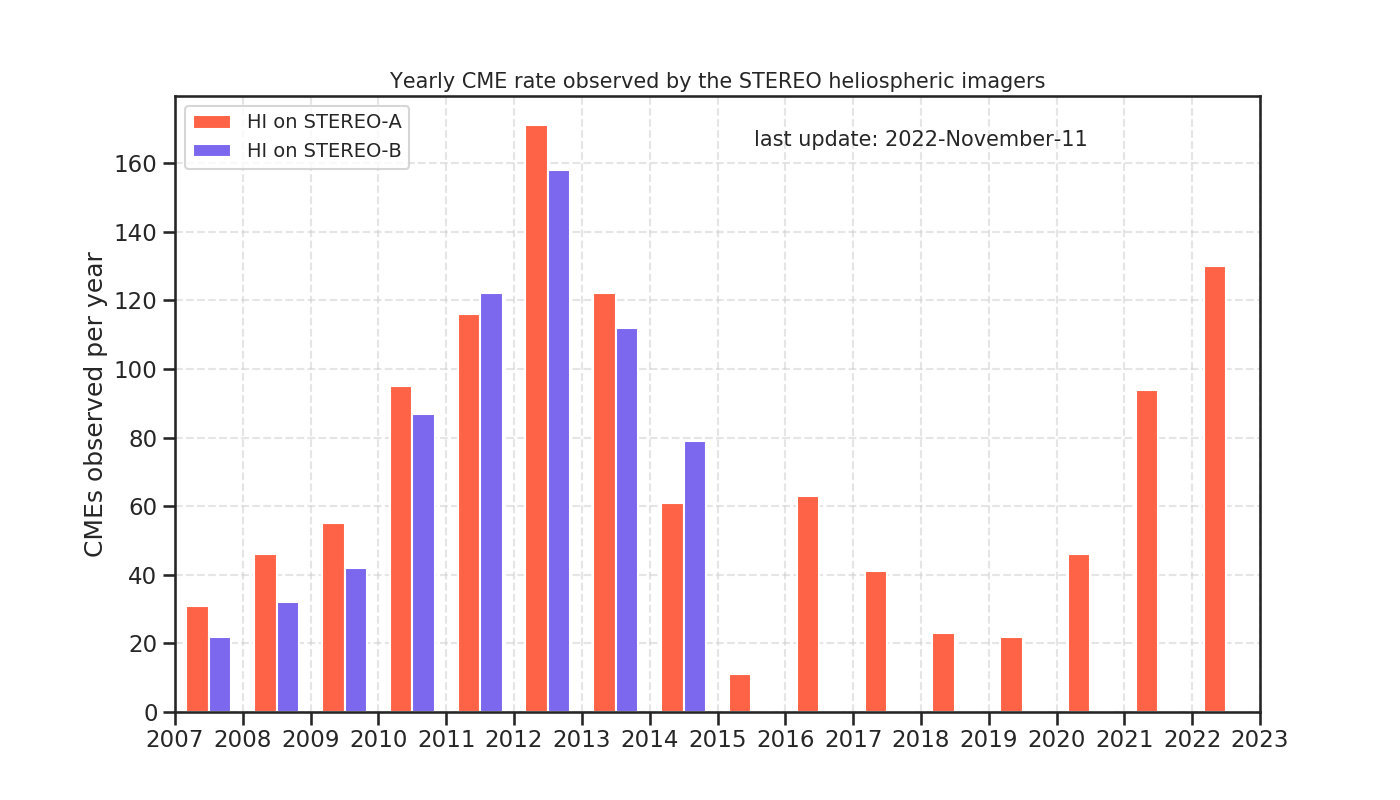 Yearly CME rate observed by the STEREO heliospheric imagers
HI on STEREO-A
HI on STEREO-B
last update: 2022-November-11
CMEs observed per year
160
140
120
100
80
60
40
20
0
2007 2008 2009 2010 2011 2012 2013 2014 2015 2016 2017 2018 2019 2020 2021 2022 2023